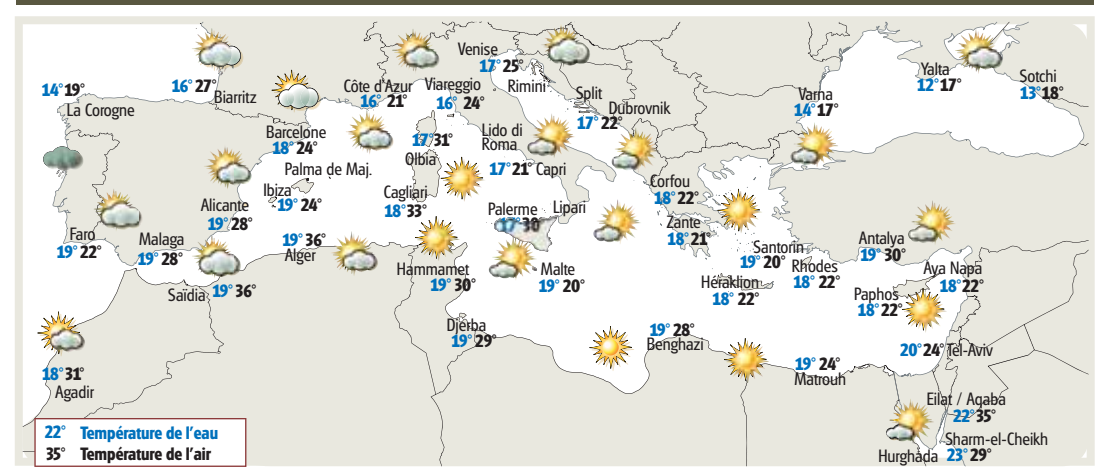 14° 19°
La Corogne
16° 27°
Biarritz
Côte d'Azur
16° 21°
Viareggio
16° 24°
Venise
17° 25°
Rimini
Split
17° 22°
Dubrovnik
Varna
14° 17°
Yalta
12° 17°
Sotchi
13° 18°
Barcelone
18° 24°
17° 31°
Olbia
Lido di
Roma
17° 21° Capri
Palma de Maj.
Ibiza
19° 24°
Cagliari
18° 33°
Alicante
19° 28°
Palerme
17° 30°
Lipari
Corfou
18° 22°
Zante
18° 21°
Faro
19° 22°
Malaga
19° 28°
19° 36°
Alger
Saïdia 19° 36°
Hammamet
19° 30°
Malte
19° 20°
Santorin
19° 20°
Rhodes
18° 22°
Héraklion
18° 22°
Antalya
19° 30°
Aya Napa
18° 22°
Paphos
18° 22°
Djerba
19° 29°
19° 28°
Benghazi
20° 24° Tel-Aviv
19° 24°
Matrouh
18° 31°
Agadir
Eilat / Aqaba
22° 35°
Sharm-el-Cheikh
Hurghada 23° 29°
22° Température de l'eau
35° Température de l'air